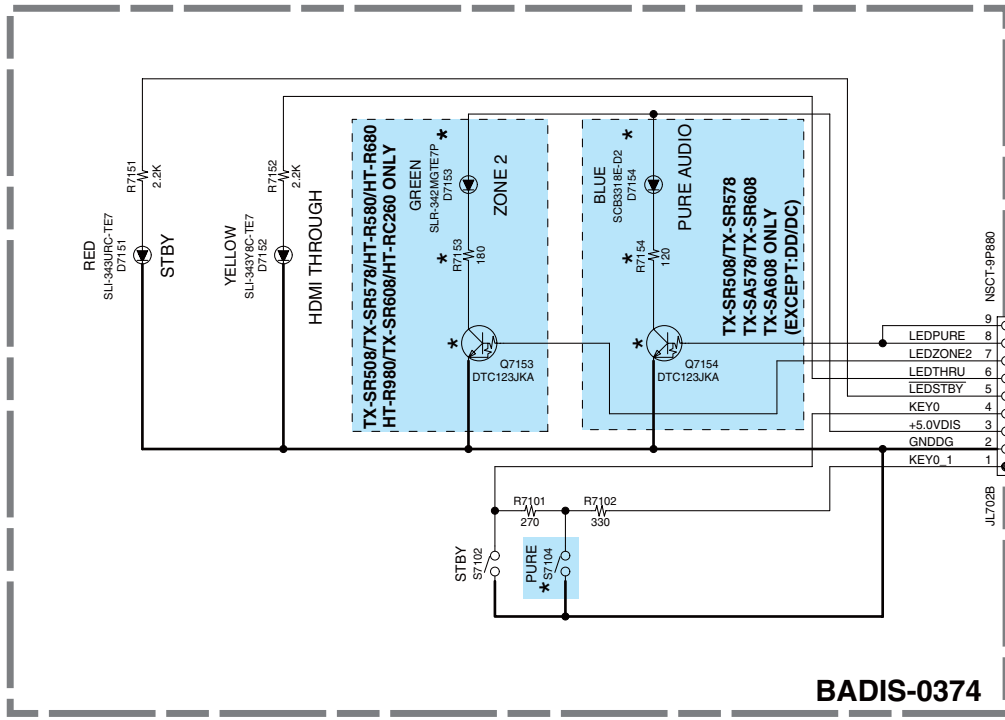 R7151
2.2K
RED
SLI-343URC-TE7
D7151
STBY
R7152
2.2K
YELLOW
SLI-343Y8C-TE7
D7152
HDMI THROUGH
TX-SR508/TX-SR578/HT-R580/HT-R680
HT-R980/TX-SR608/HT-RC260 ONLY
GREEN
SLR-342MGTE7P *
D7153
ZONE 2
* R7153
180
*
Q7153
DTC123JKA
BLUE
SCB3318E-D2 *
D7154
PURE AUDIO
* R7154
120
*
Q7154
DTC123JKA
TX-SR508/TX-SR578
TX-SA578/TX-SR608
TX-SA608 ONLY
(EXCEPT:DD/DC)
NSCT-9P880
9
LEDPURE 8
LEDZONE2 7
LEDTHRU 6
LEDSTBY 5
KEY0 4
+5.0VDIS 3
GNDDG 2
KEY0_1 1
JL702B
R7101
270
R7102
330
STBY
S7102
PURE
* S7104
BADIS-0374